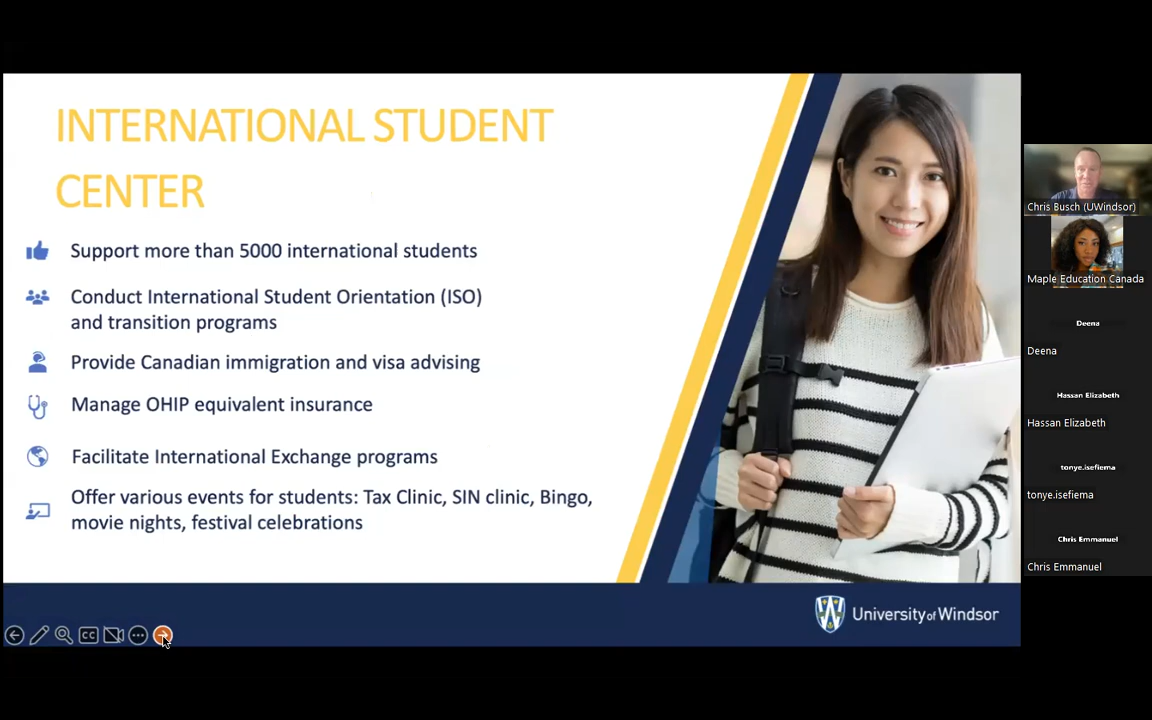 INTERNATIONAL STUDENT
CENTER
Support more than 5000 international students
Conduct International Student Orientation (ISO)
and transition programs
Provide Canadian immigration and visa advising
Manage OHIP equivalent insurance
Facilitate International Exchange programs
Offer various events for students: Tax Clinic, SIN clinic, Bingo,
movie nights, festival celebrations
University of Windsor
CC
Chris Busch (UWindsor)
Maple Education Canada
Deena
Deena
Hassan Elizabeth
Hassan Elizabeth
tonye.isefiema
tonye.isefiema
Chris Emmanuel
Chris Emmanuel